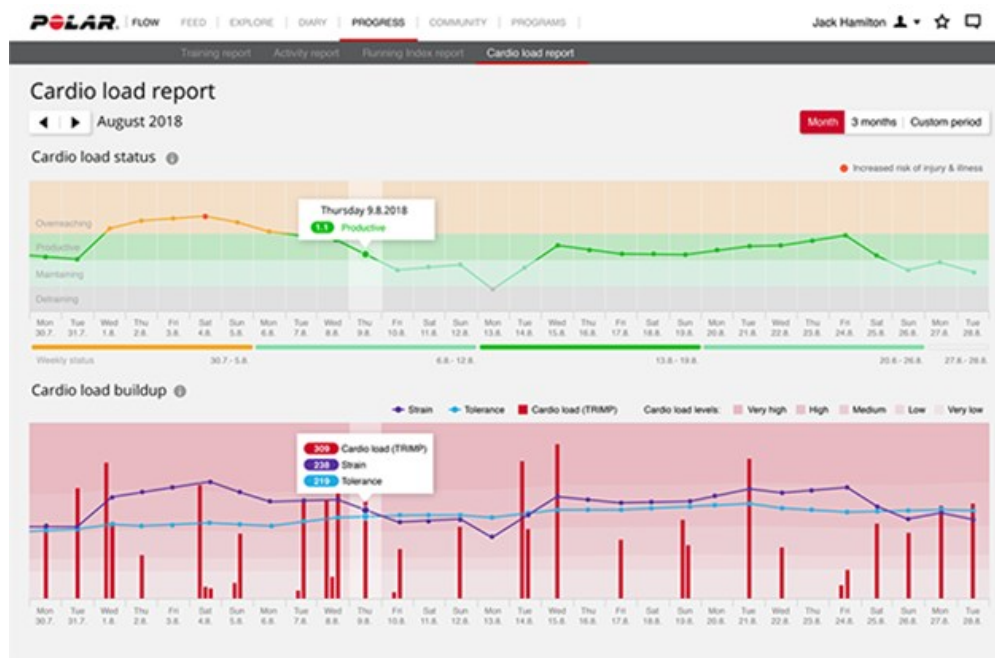 POLAR. FLOW FEED EXPLORE DIARY PROGRESS COMMUNITY PROGRAMS Jack Hamilton
Training report Activity report Running Index report Cardio load report
Cardio load report
August 2018 Month 3 months Custom period
Cardio load status
Increased risk of injury & illness
Thursday 9.8.2018
1.1 Productive
Overreaching
Productive
Maintaining
Detraining
Mon Tue Wed Thu Fri Sat Sun Mon Tue Wed Thu Fri Sat Sun Mon Tue Wed Thu Fri Sat Sun Mon Tue Wed Thu Fri Sat Sun Mon Tue
30.7. 31.7. 1.8. 2.8. 3.8. 4.8. 5.8. 6.8. 7.8. 8.8. 9.8. 10.8. 11.8. 12.8. 13.8. 14.8. 15.8. 16.8. 17.8. 18.8. 19.8. 20.8. 21.8. 22.8. 23.8. 24.8. 25.8. 26.8. 27.8. 28.8.
Weekly status 30.7.- 5.8. 6.8.- 12.8. 13.8.- 19.8. 20.6.- 26.8. 27.8.- 28.8.
Cardio load buildup
Strain Tolerance Cardio load (TRIMP) Cardio load levels: Very high High Medium Low Very low
309 Cardio load (TRIMP)
238 Strain
219 Tolerance
Mon Tue Wed Thu Fri Sat Sun Mon Tue Wed Thu Fri Sat Sun Mon Tue Wed Thu Fri Sat Sun Mon Tue Wed Thu Fri Sat Sun Mon Tue
30.7. 31.7. 1.8. 2.8. 3.8. 4.8. 5.8. 6.8. 7.8. 8.8. 9.8. 10.8. 11.8. 12.8. 13.8. 14.8. 15.8. 16.8. 17.8. 18.8. 19.8. 20.8. 21.8. 22.8. 23.8. 24.8. 25.8. 26.8. 27.8. 28.8.